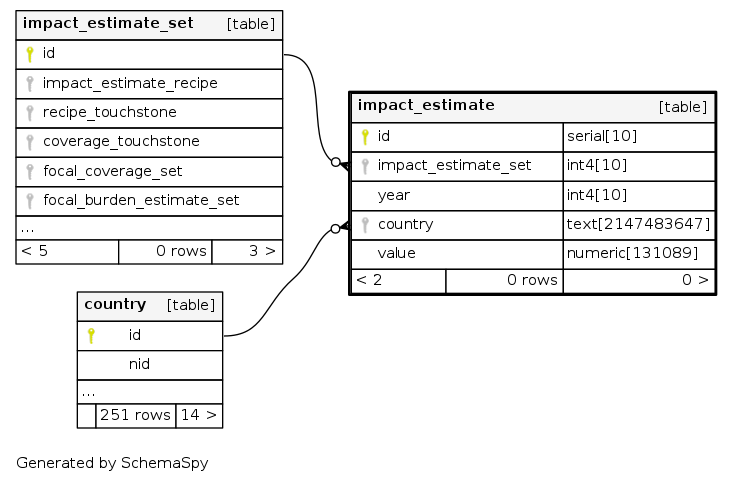 impact_estimate_set [table]
id
impact_estimate_recipe
recipe_touchstone
coverage_touchstone
focal_coverage_set
focal_burden_estimate_set
...
< 5 0 rows 3 >
impact_estimate [table]
id serial[10]
impact_estimate_set int4[10]
year int4[10]
country text[2147483647]
value numeric[131089]
< 2 0 rows 0 >
country [table]
id
nid
...
251 rows 14 >
Generated by SchemaSpy